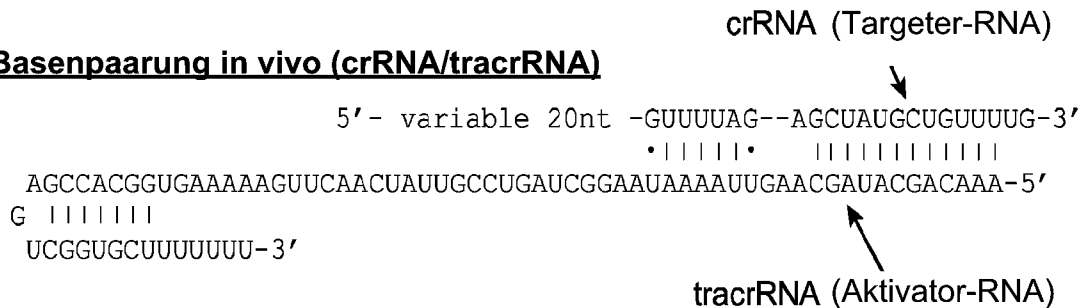 crRNA (Targeter-RNA)
Basenpaarung in vivo (crRNA/tracrRNA)
5'- variable 20nt -GUUUUAG--AGCUAUGCUGUUUUG-3'
AGCCACGGUGAAAAAGUUCAACUAUUGCCUGAUCGGAAUAAAAUUGAACGAUACGACAAA-5'
G
UCGGUGCUUUUUUU-3'
tracrRNA (Aktivator-RNA)